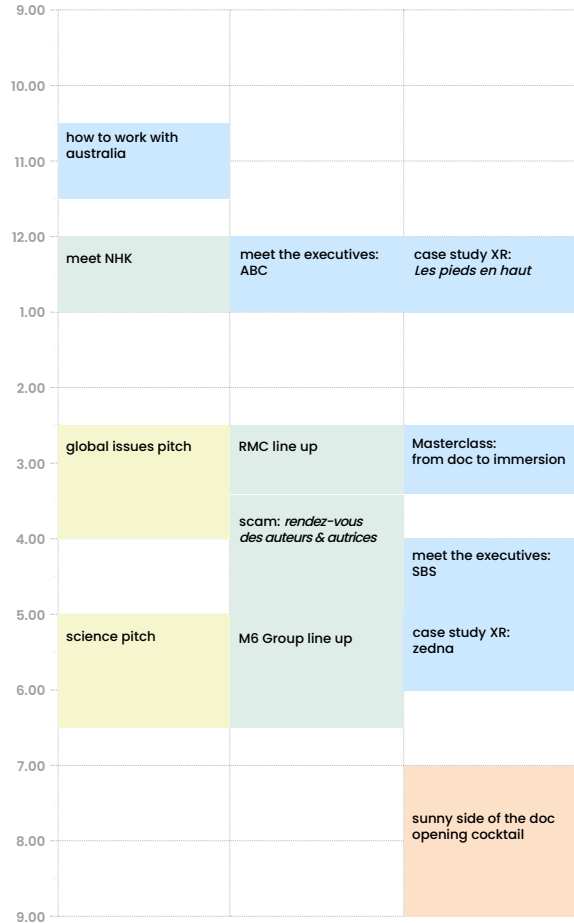 9.00
10.00
how to work with
australia
11.00
12.00
meet NHK
meet the executives:
ABC
case study XR:
Les pieds en haut
1.00
2.00
global issues pitch
RMC line up
Masterclass:
from doc to immersion
3.00
scam: rendez-vous
des auteurs & autrices
4.00
meet the executives:
SBS
5.00
science pitch
M6 Group line up
case study XR:
zedna
6.00
7.00
sunny side of the doc
opening cocktail
8.00
9.00